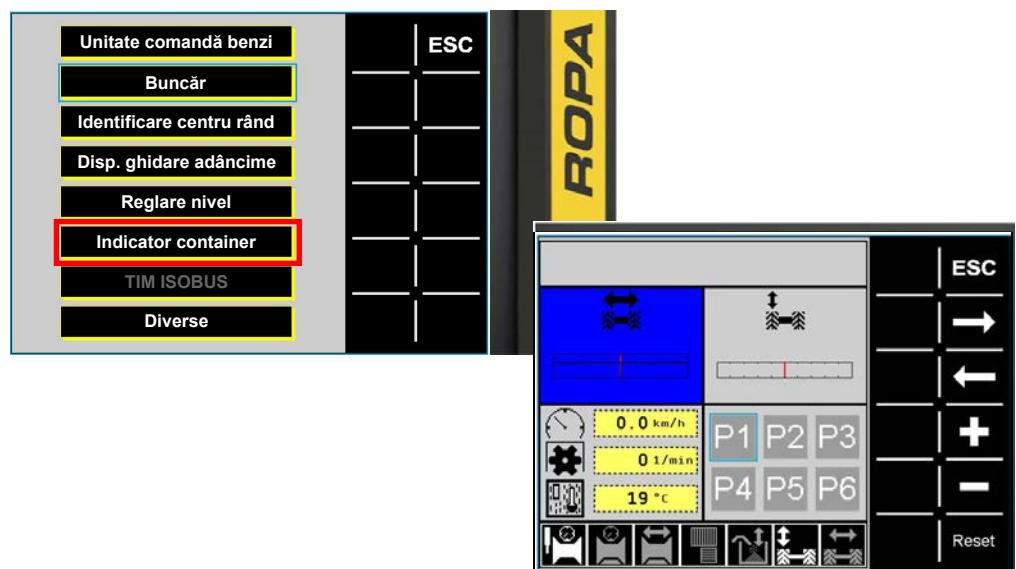 Unitate comandă benzi
ESC
Buncăr
Identificare centru rând
Disp. ghidare adâncime
Reglare nivel
Indicator container
TIM ISOBUS
Diverse
ROPA
ESC
0.0 km/h
0 1/min
19 °C
P1 P2 P3
P4 P5 P6
Reset